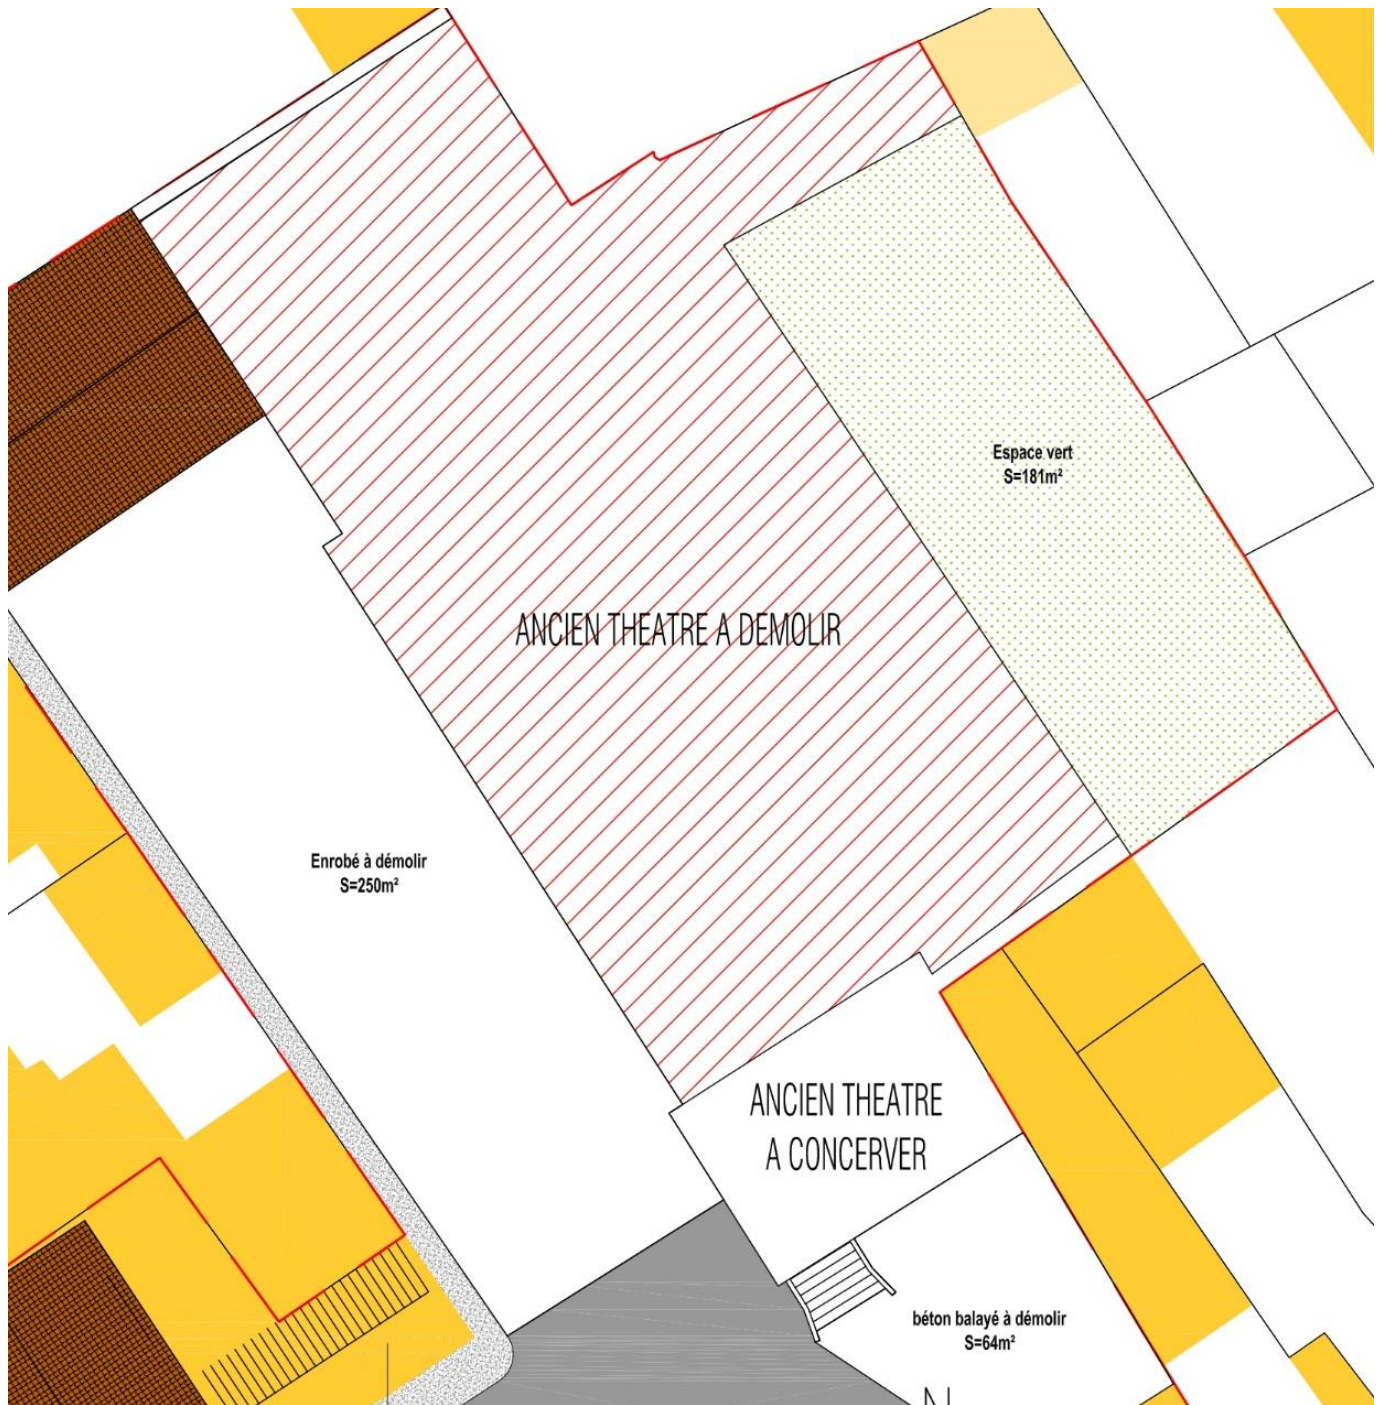 Espace vert
S=181m²
ANCIEN THEATRE A DEMOLIR
Enrobé à démolir
S=250m²
ANCIEN THEATRE
A CONCERVER
béton balayé à démolir
S=64m²